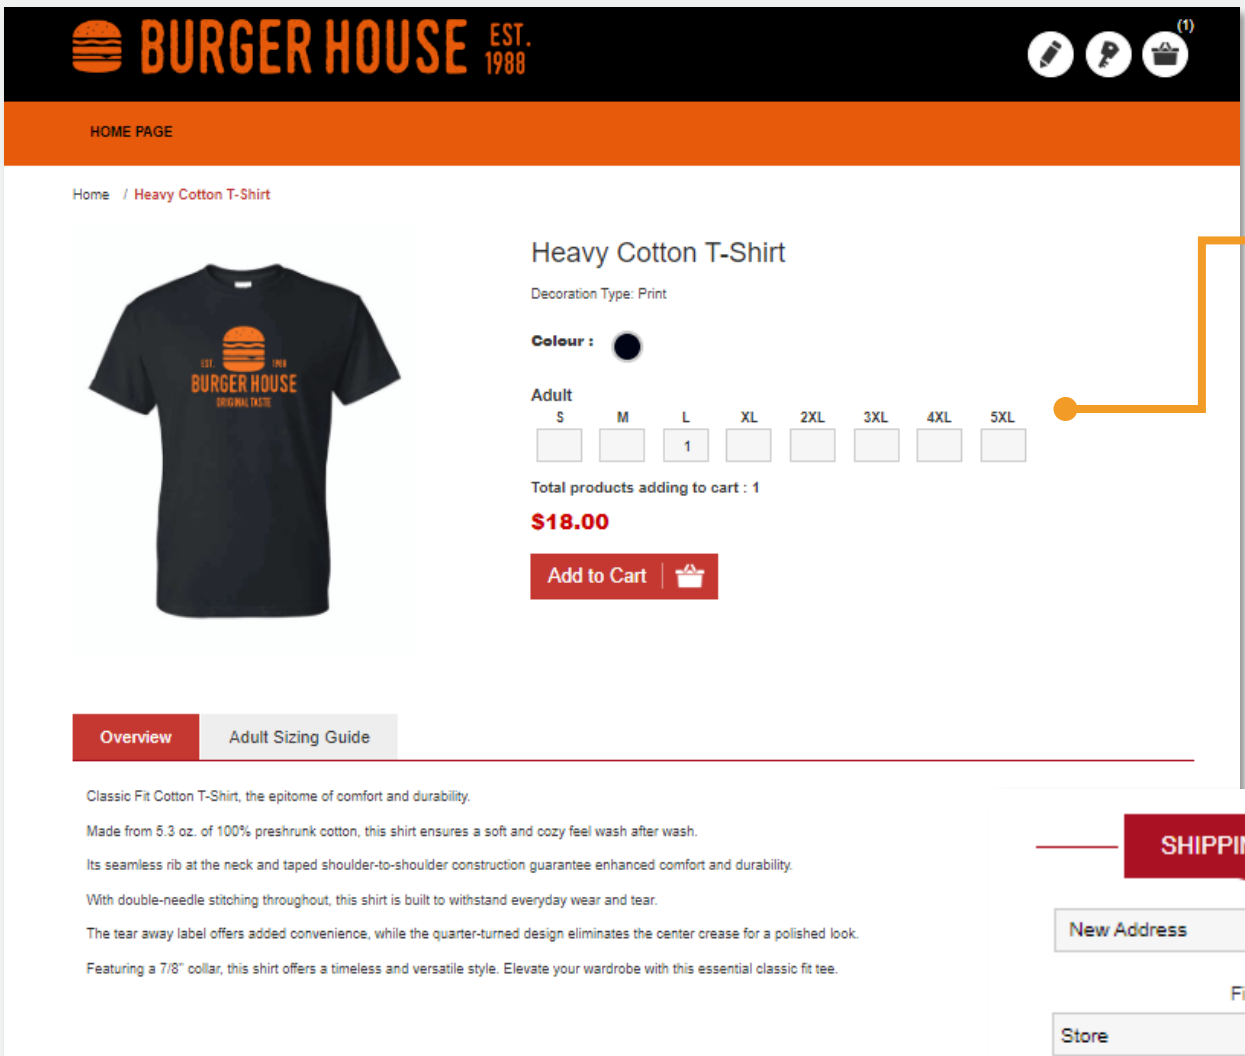 BURGER HOUSE EST. 1988
(1)
HOME PAGE
Home / Heavy Cotton T-Shirt
Heavy Cotton T-Shirt
Decoration Type: Print
Colour :
Adult
S M L XL 2XL 3XL 4XL 5XL
1
Total products adding to cart : 1
$18.00
Add to Cart
EST. 1988
BURGER HOUSE
ORIGINAL TASTE
Overview Adult Sizing Guide
Classic Fit Cotton T-Shirt, the epitome of comfort and durability.
Made from 5.3 oz. of 100% preshrunk cotton, this shirt ensures a soft and cozy feel wash after wash.
Its seamless rib at the neck and taped shoulder-to-shoulder construction guarantee enhanced comfort and durability.
With double-needle stitching throughout, this shirt is built to withstand everyday wear and tear.
The tear away label offers added convenience, while the quarter-turned design eliminates the center crease for a polished look.
Featuring a 7/8" collar, this shirt offers a timeless and versatile style. Elevate your wardrobe with this essential classic fit tee.
New Address
Store